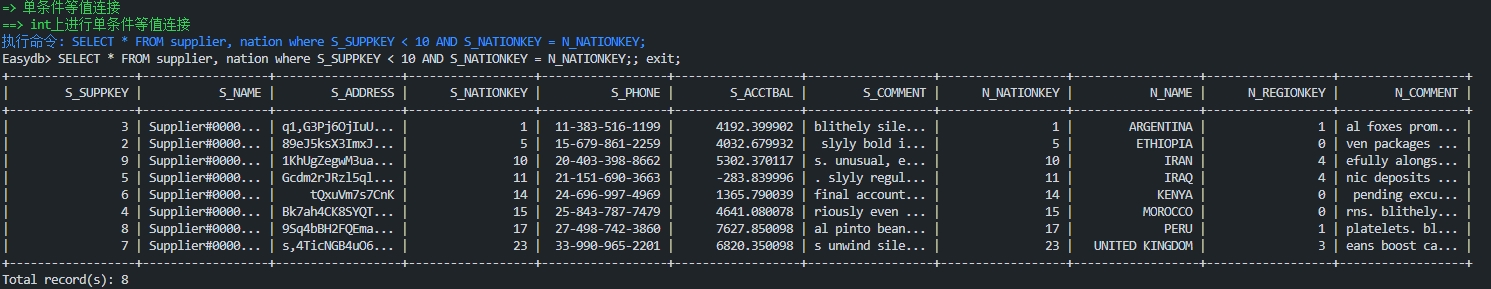 => 单条件等值连接
==> int上进行单条件等值连接
执行命令: SELECT * FROM supplier, nation where S_SUPPKEY < 10 AND S_NATIONKEY = N_NATIONKEY;
Easydb> SELECT * FROM supplier, nation where S_SUPPKEY < 10 AND S_NATIONKEY = N_NATIONKEY;; exit;
| S_SUPPKEY | S_NAME | S_ADDRESS | S_NATIONKEY | S_PHONE | S_ACCTBAL | S_COMMENT | N_NATIONKEY | N_NAME | N_REGIONKEY | N_COMMENT |
| 3 | Supplier#0000... | q1,G3Pj6OjIuU... | 1 | 11-383-516-1199 | 4192.399902 | blithely sile... | 1 | ARGENTINA | 1 | al foxes prom... |
| 2 | Supplier#0000... | 89eJ5ksX3ImxJ... | 5 | 15-679-861-2259 | 4032.679932 | slyly bold i... | 5 | ETHIOPIA | 0 | ven packages ... |
| 9 | Supplier#0000... | 1KhUgZegwM3ua... | 10 | 20-403-398-8662 | 5302.370117 | s. unusual, e... | 10 | IRAN | 4 | efully alongs... |
| 5 | Supplier#0000... | Gcdm2rJRzl5ql... | 11 | 21-151-690-3663 | -283.839996 | . slyly regul... | 11 | IRAQ | 4 | nic deposits ... |
| 6 | Supplier#0000... | tQxuVm7s7CnK | 14 | 24-696-997-4969 | 1365.790039 | final account... | 14 | KENYA | 0 | pending excu... |
| 4 | Supplier#0000... | Bk7ah4CK8SYQT... | 15 | 25-843-787-7479 | 4641.080078 | riously even ... | 15 | MOROCCO | 0 | rns. blithely... |
| 8 | Supplier#0000... | 9Sq4bBH2FQEma... | 17 | 27-498-742-3860 | 7627.850098 | al pinto bean... | 17 | PERU | 1 | platelets. bl... |
| 7 | Supplier#0000... | s,4TicNGB4uO6... | 23 | 33-990-965-2201 | 6820.350098 | s unwind sile... | 23 | UNITED KINGDOM | 3 | eans boost ca... |
Total record(s): 8